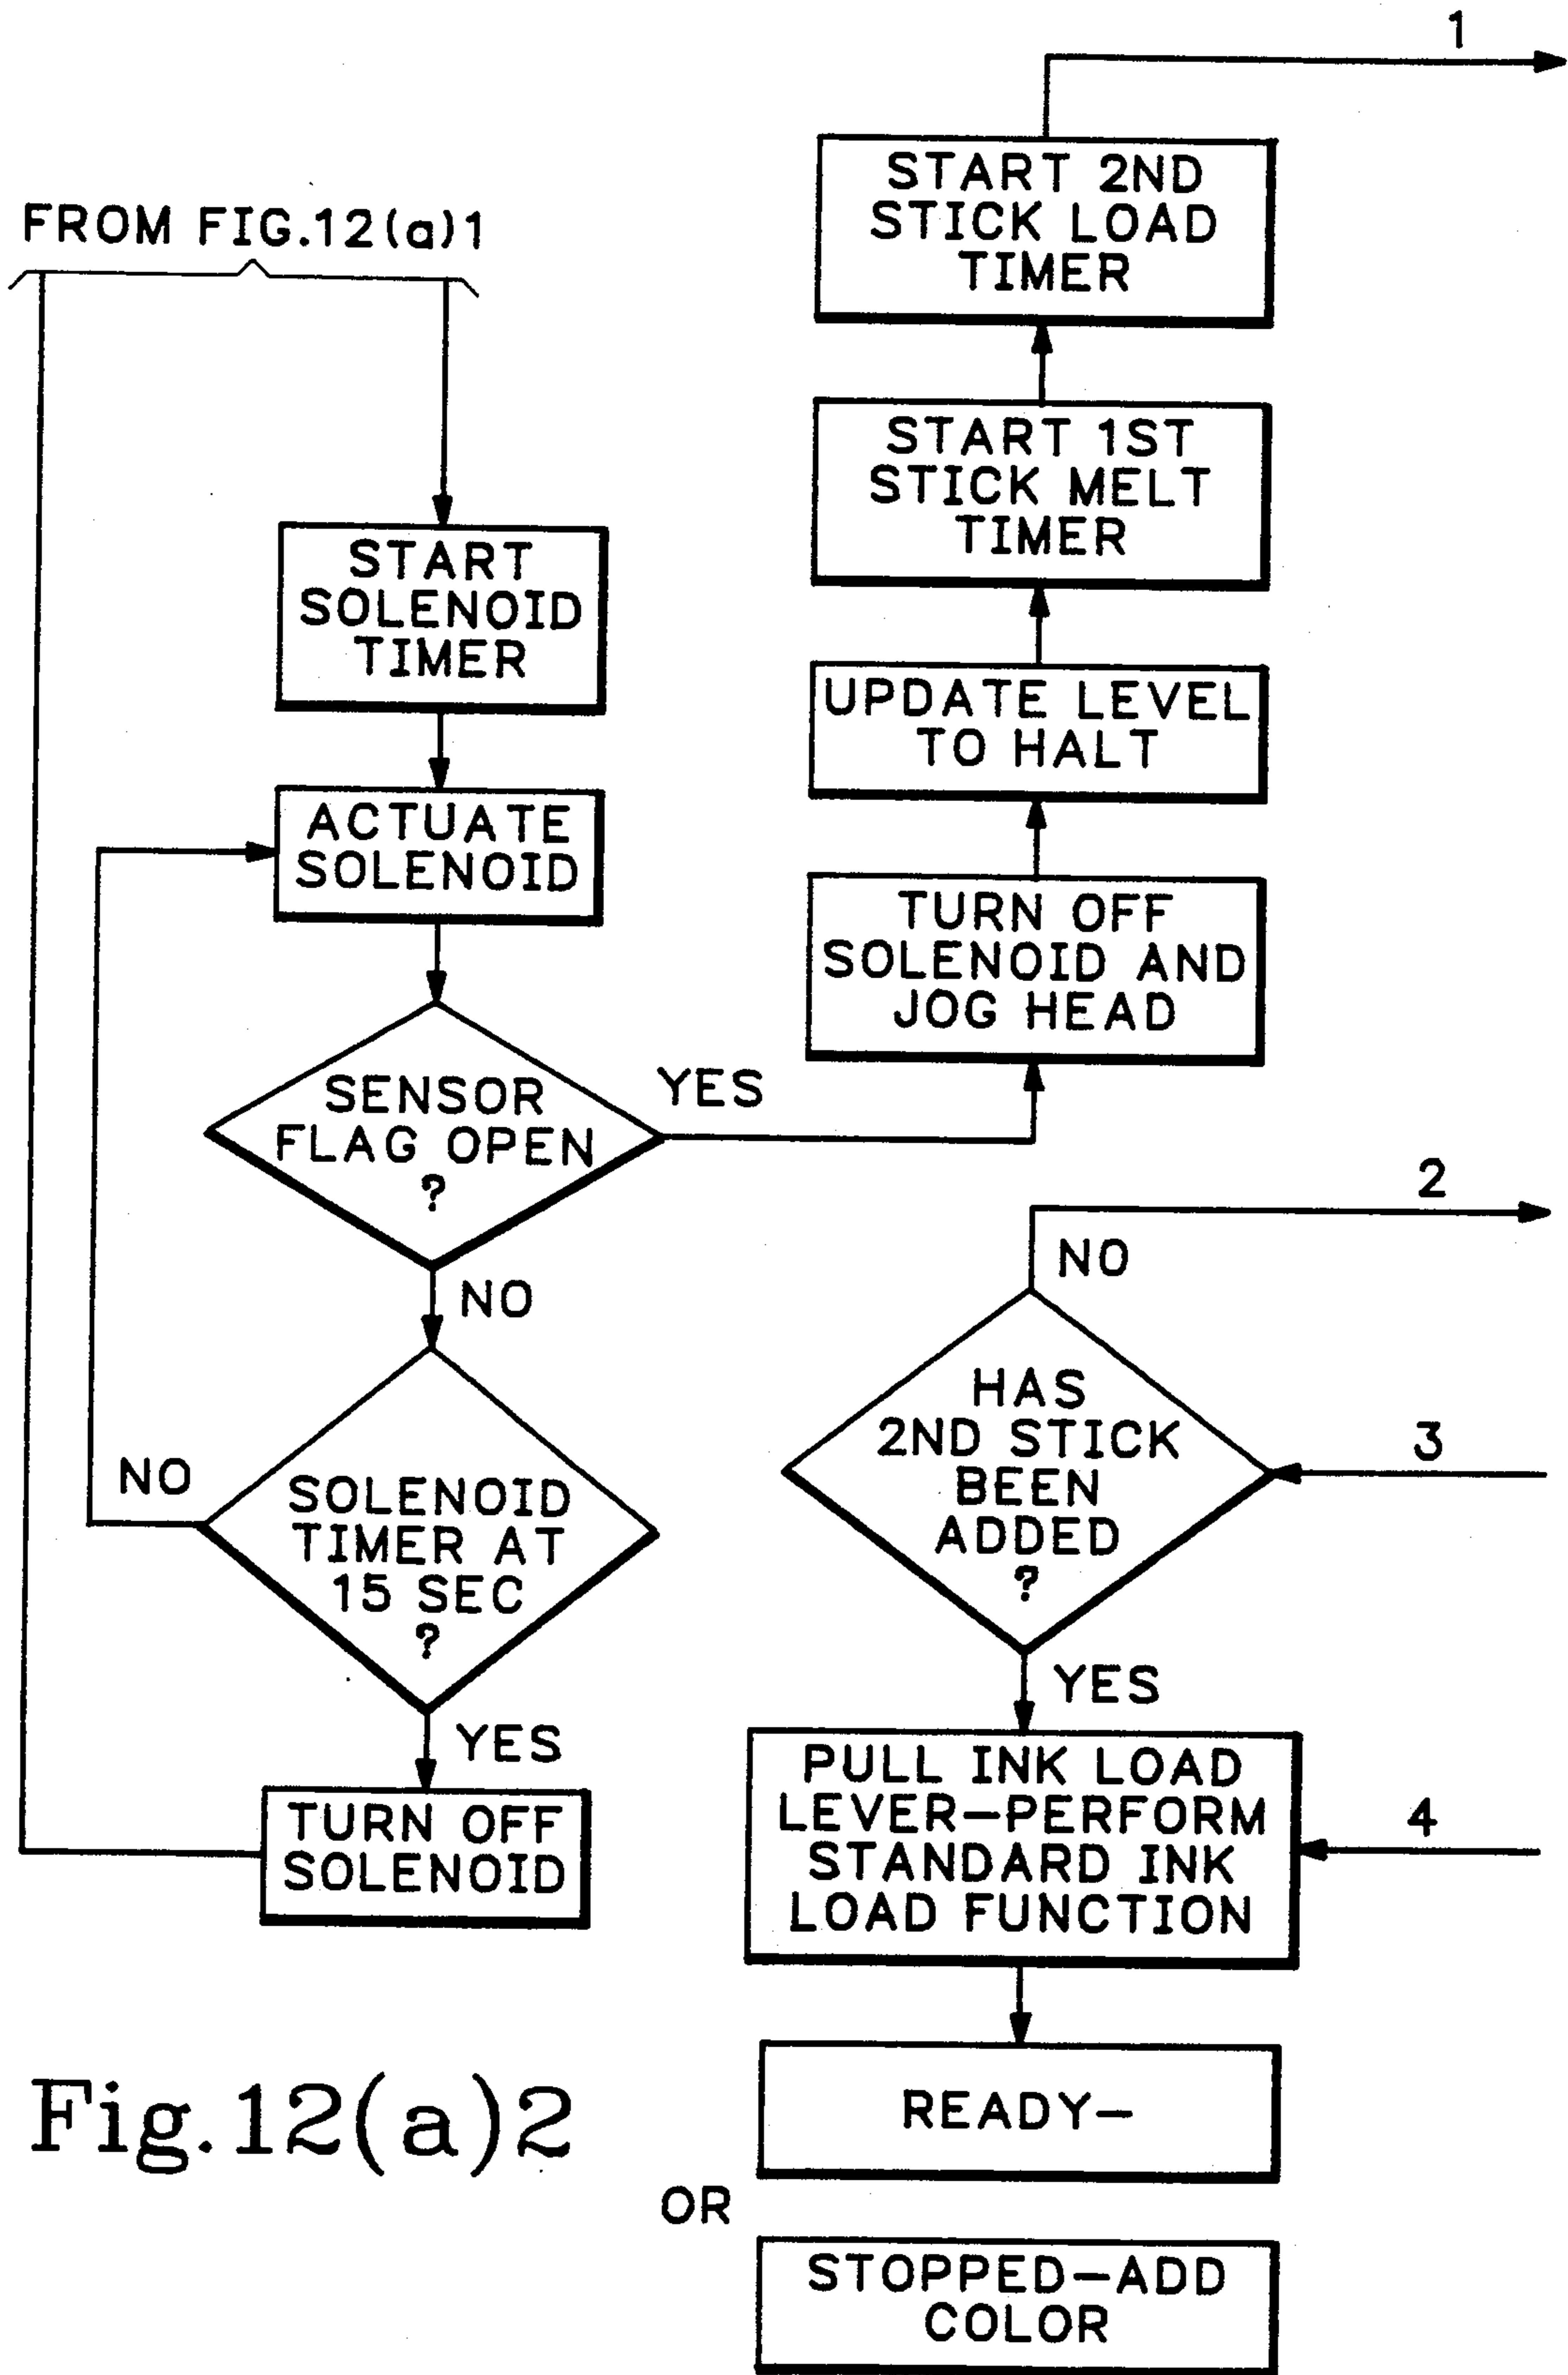 FROM FIG.12(a)1
START
SOLENOID
TIMER
ACTUATE
SOLENOID
SENSOR
FLAG OPEN
?
YES
NO
SOLENOID
TIMER AT
15 SEC
?
NO
YES
TURN OFF
SOLENOID
1
START 2ND
STICK LOAD
TIMER
START 1ST
STICK MELT
TIMER
UPDATE LEVEL
TO HALT
TURN OFF
SOLENOID AND
JOG HEAD
2
NO
HAS
2ND STICK
BEEN
ADDED
?
3
YES
PULL INK LOAD
LEVER—PERFORM
STANDARD INK
LOAD FUNCTION
4
READY—
OR
STOPPED—ADD
COLOR
Fig.12(a)2